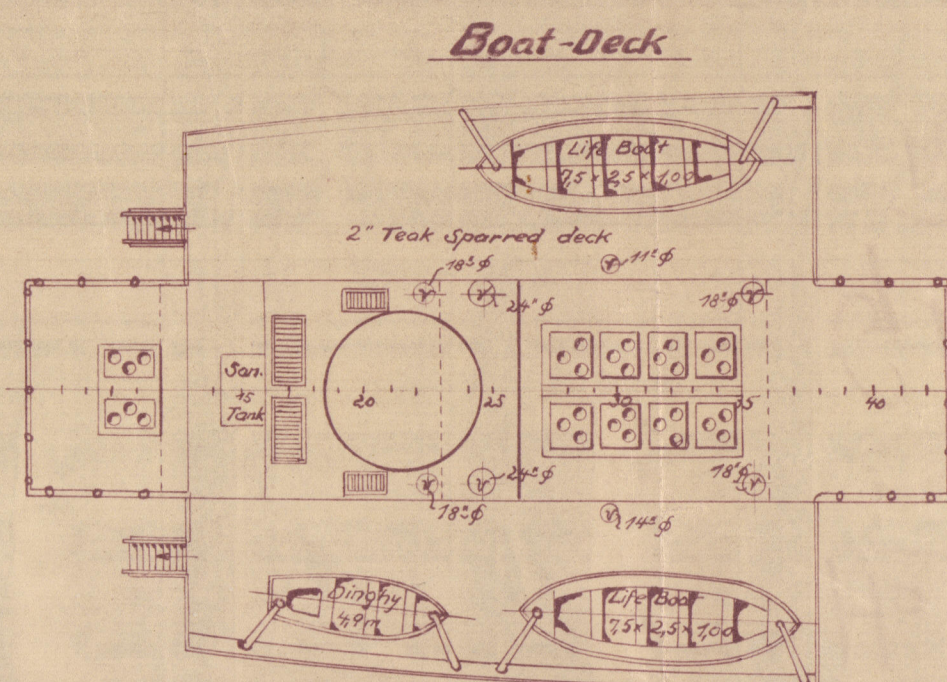 Boat-Deck
Life Boat
7,5 × 2,5 × 1,00
2" Teak Sparred deck
18" φ
24" φ
11" φ
18" φ
San.
Tank
20
25
30
35
40
18" φ
24" φ
14" φ
18" φ
Dinghy
4,9 m
Life Boat
7,5 × 2,5 × 1,00